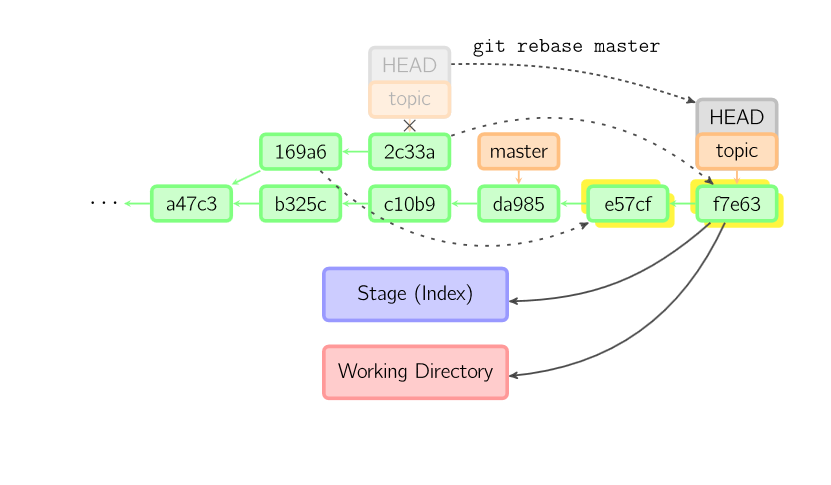 git rebase master
HEAD
topic
HEAD
topic
169a6
2c33a
master
...
a47c3
b325c
c10b9
da985
e57cf
f7e63
Stage (Index)
Working Directory